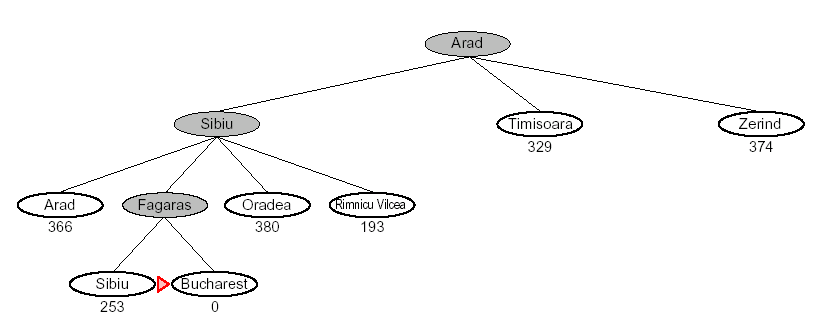 Arad
Sibiu
Timisoara
Zerind
329
374
Arad
Fagaras
Oradea
Rimnicu Vilcea
366
380
193
Sibiu
Bucharest
253
0